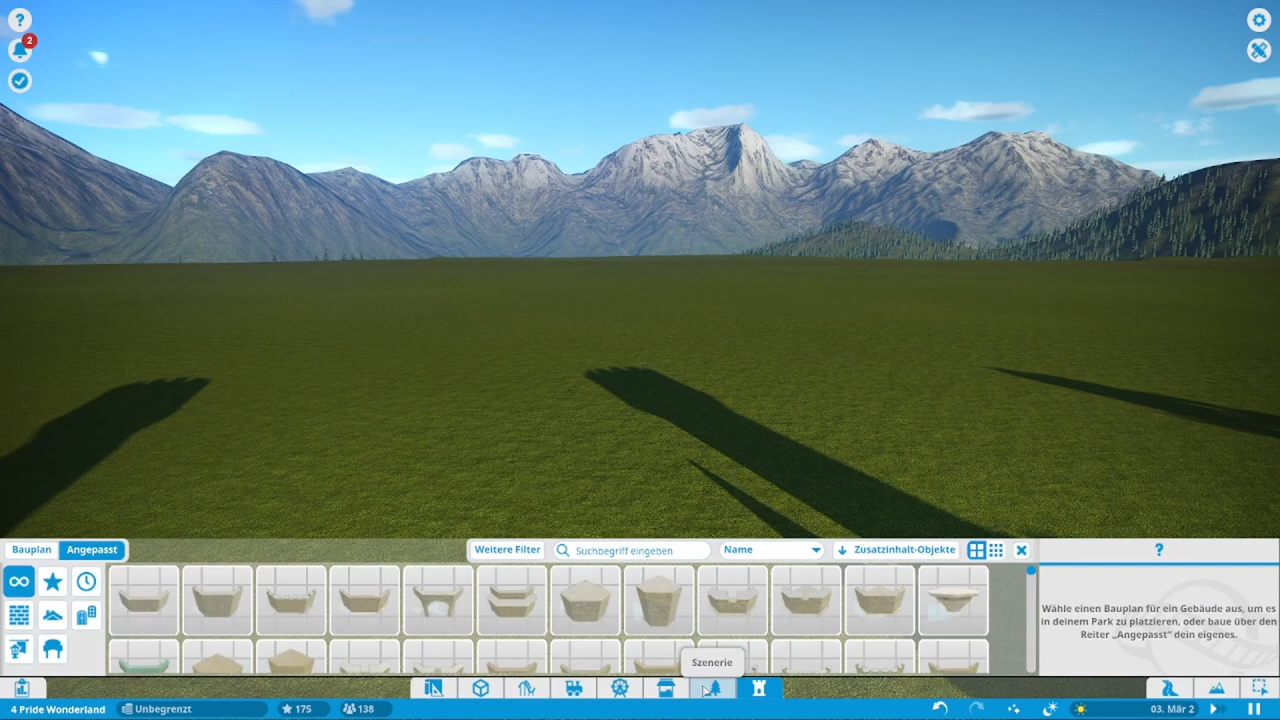 ?
2
Bauplan
Angepasst
Weitere Filter
Suchbegriff eingeben
Name
Zusatzinhalt-Objekte
?
Wähle einen Bauplan für ein Gebäude aus, um es
in deinem Park zu platzieren, oder baue über den
Reiter „Angepasst“ dein eigenes.
Szenerie
4 Pride Wonderland
Unbegrenzt
175
138
03. Mär 2